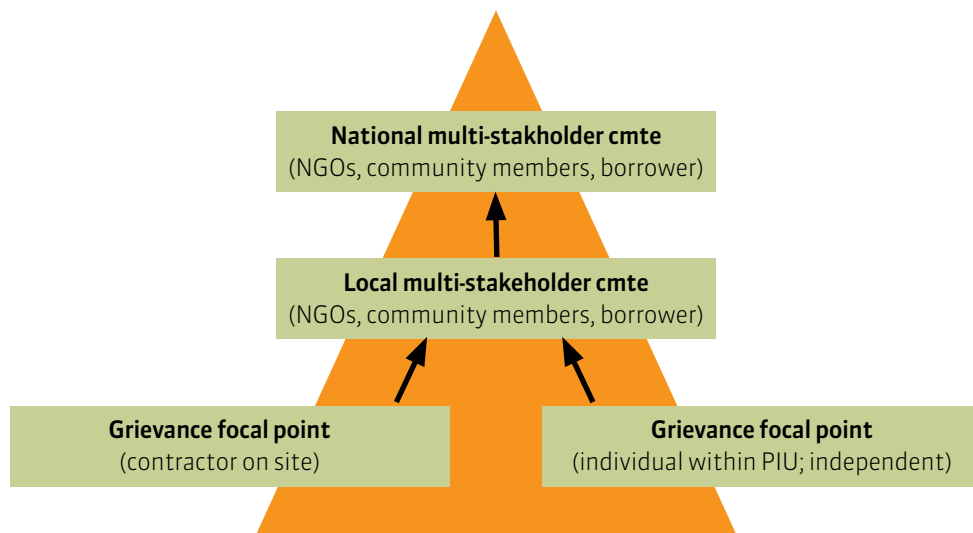 National multi-stakholder cmte
(NGOs, community members, borrower)
Local multi-stakeholder cmte
(NGOs, community members, borrower)
Grievance focal point
(contractor on site)
Grievance focal point
(individual within PIU; independent)